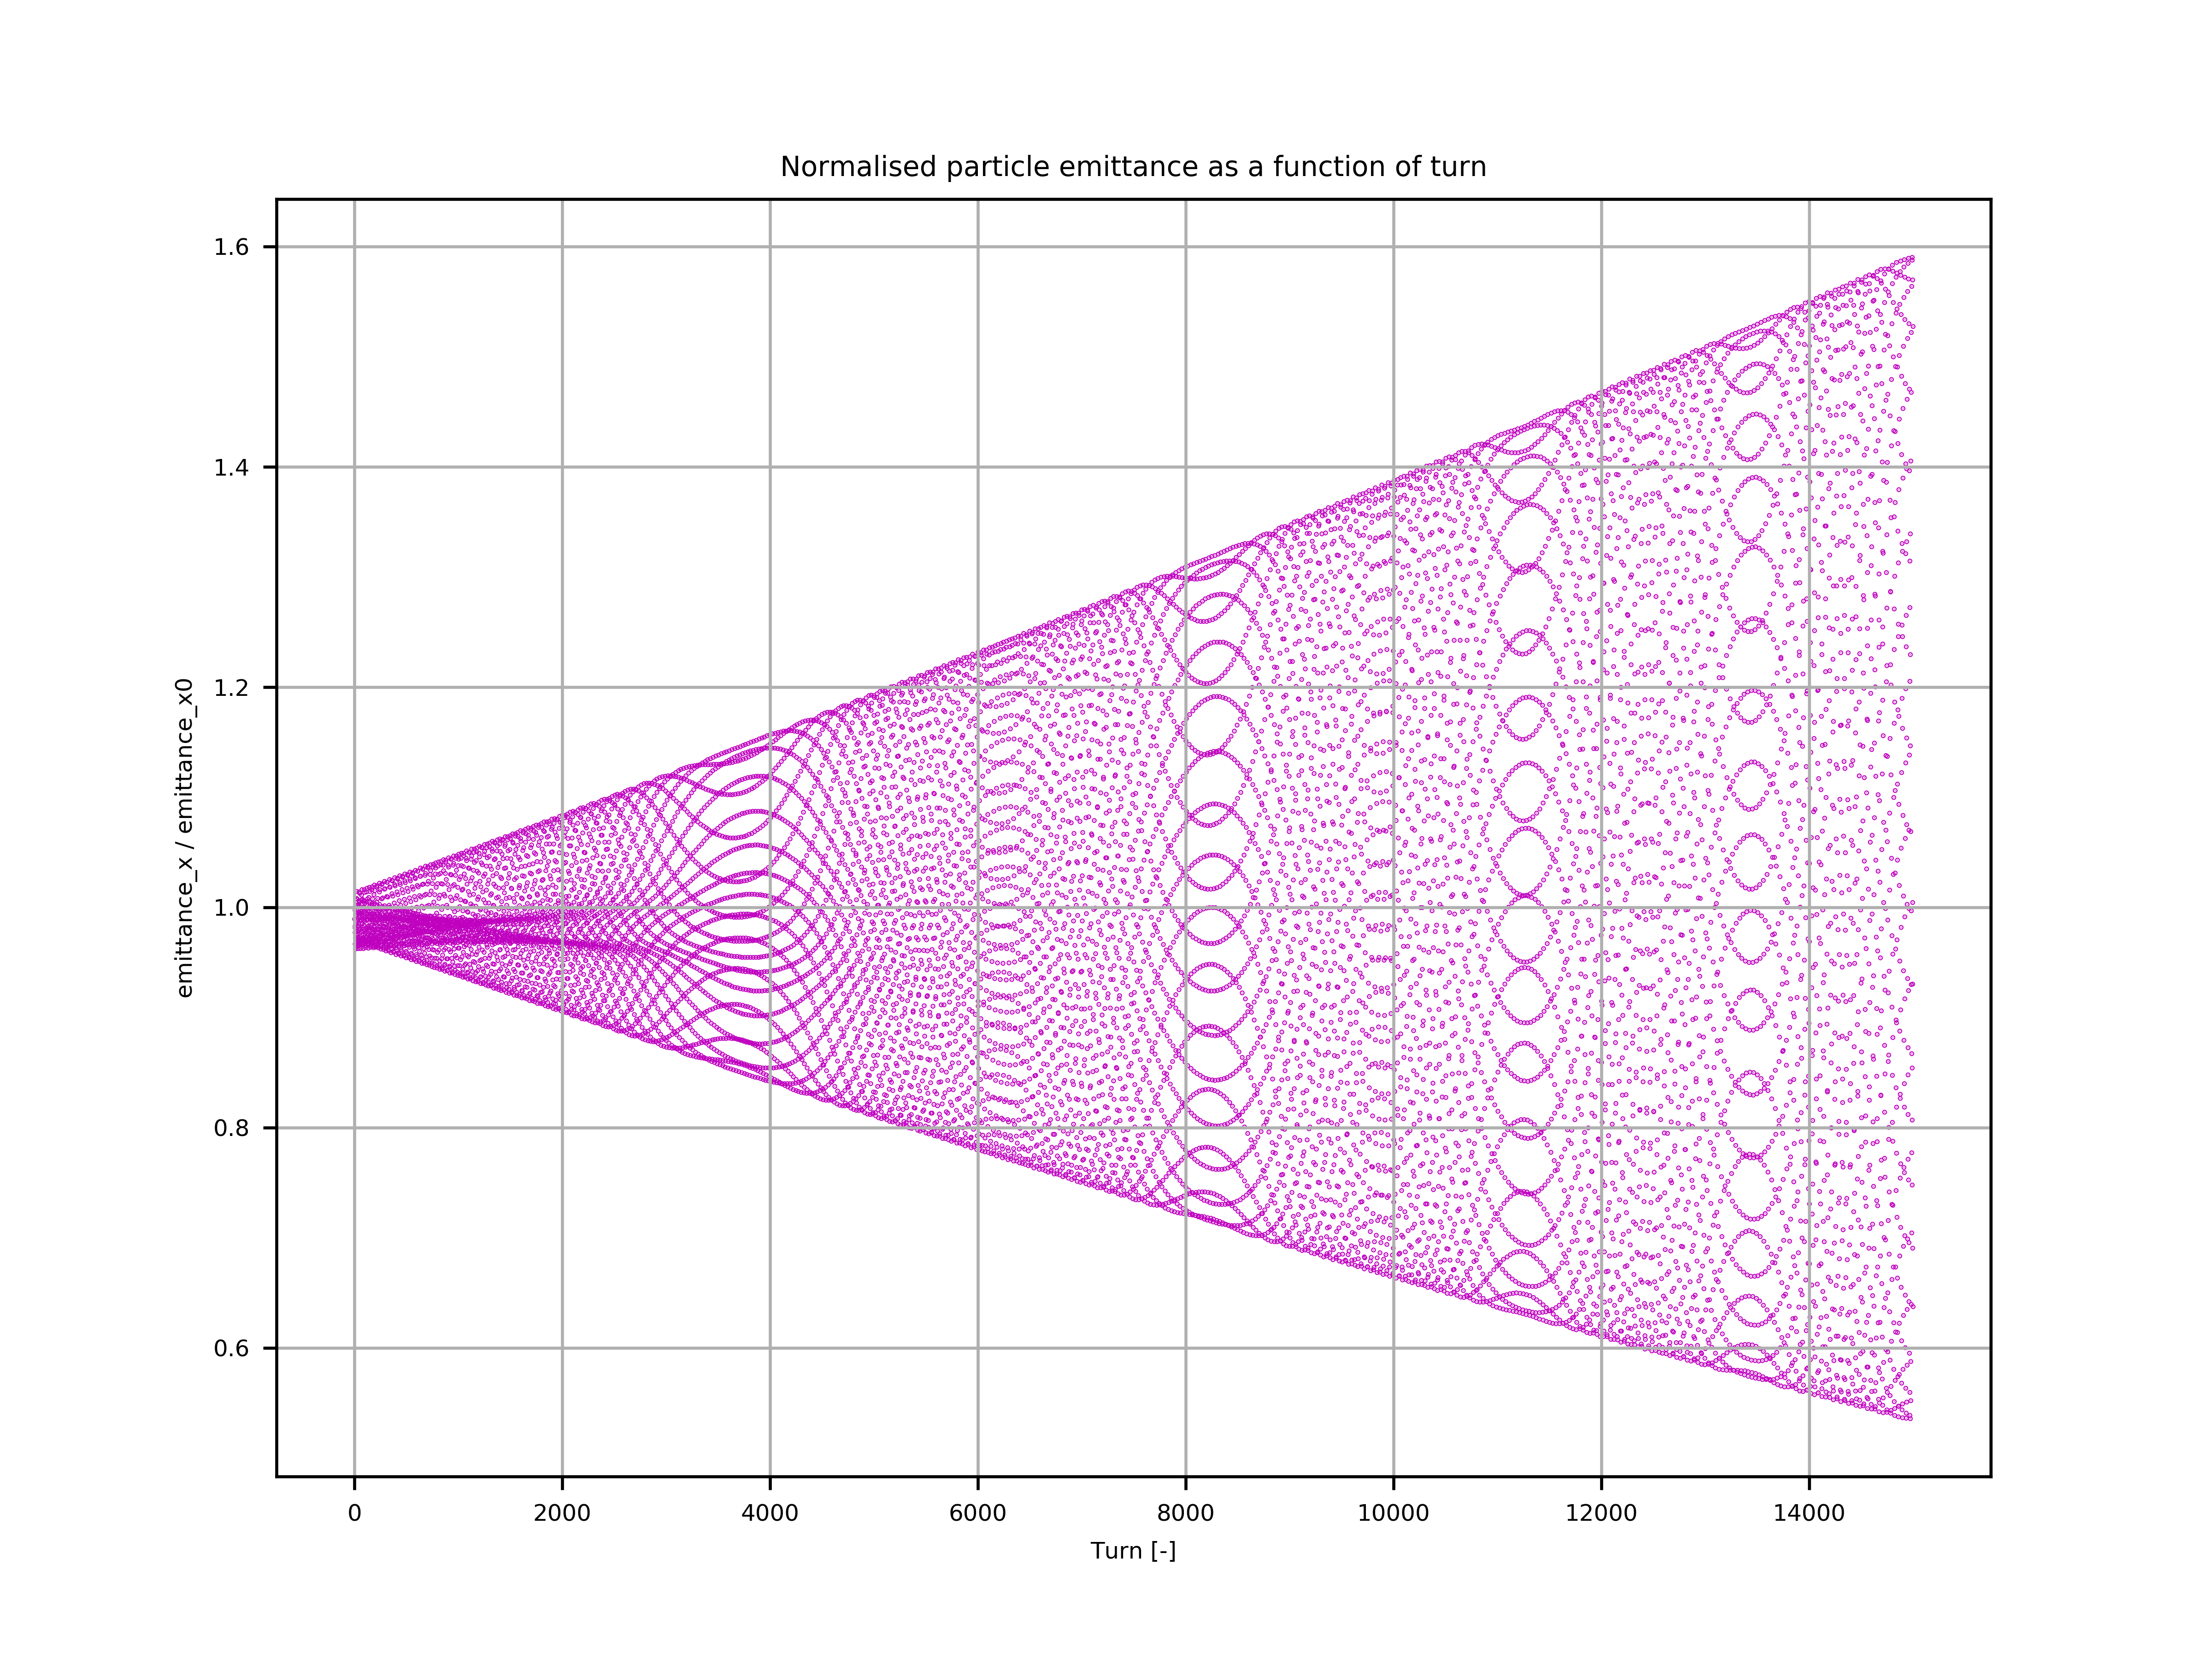 Normalised particle emittance as a function of turn
emittance_x / emittance_x0
1.6
1.4
1.2
1.0
0.8
0.6
0 2000 4000 6000 8000 10000 12000 14000
Turn [-]